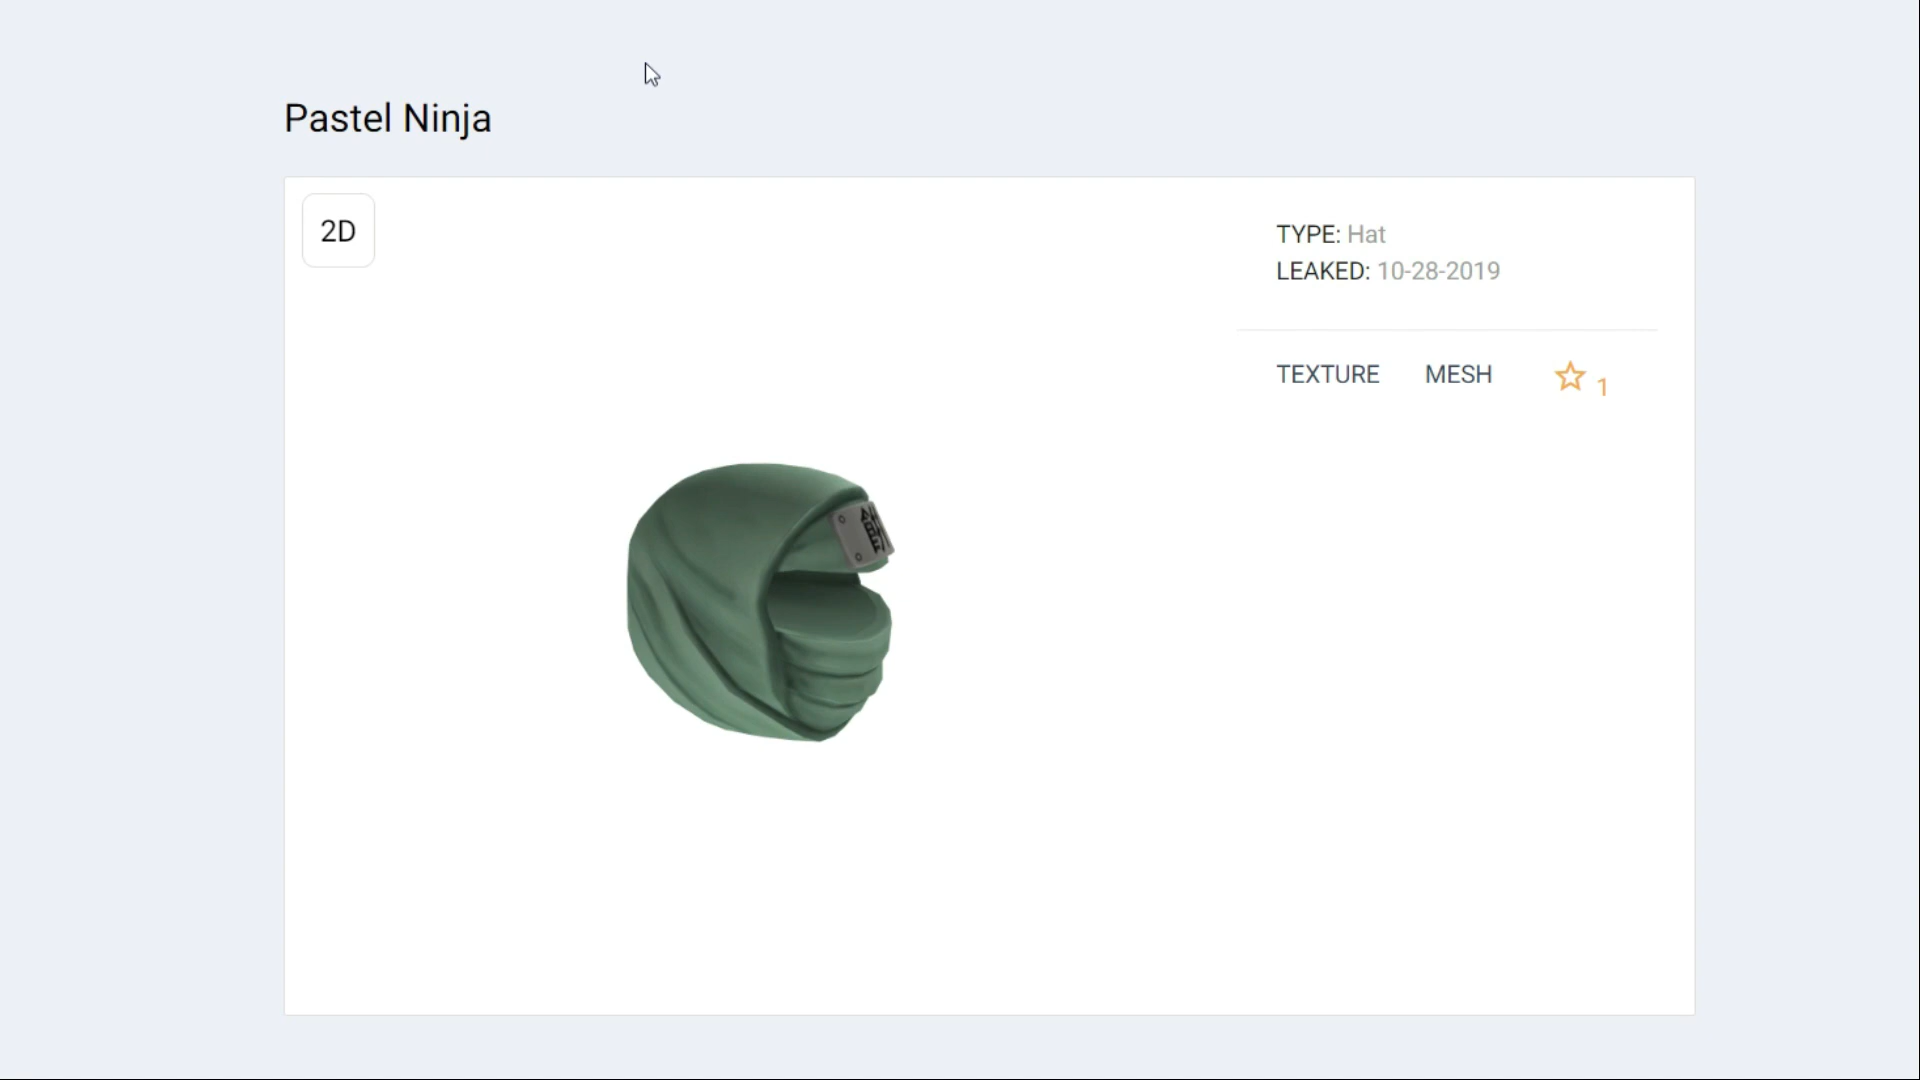 Pastel Ninja
2D
TYPE: Hat
LEAKED: 10-28-2019
TEXTURE MESH 1